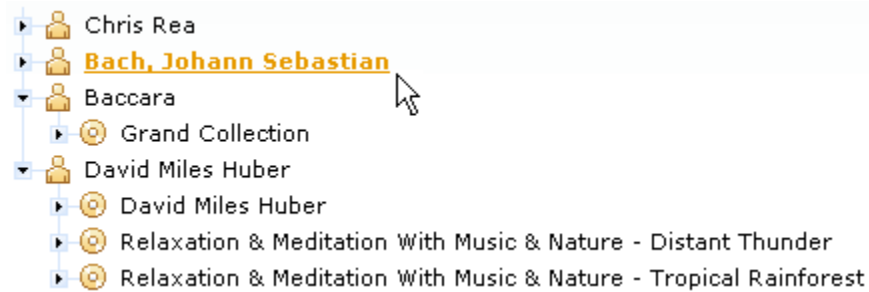 Chris Rea
Bach, Johann Sebastian
Baccara
Grand Collection
David Miles Huber
David Miles Huber
Relaxation & Meditation With Music & Nature - Distant Thunder
Relaxation & Meditation With Music & Nature - Tropical Rainforest